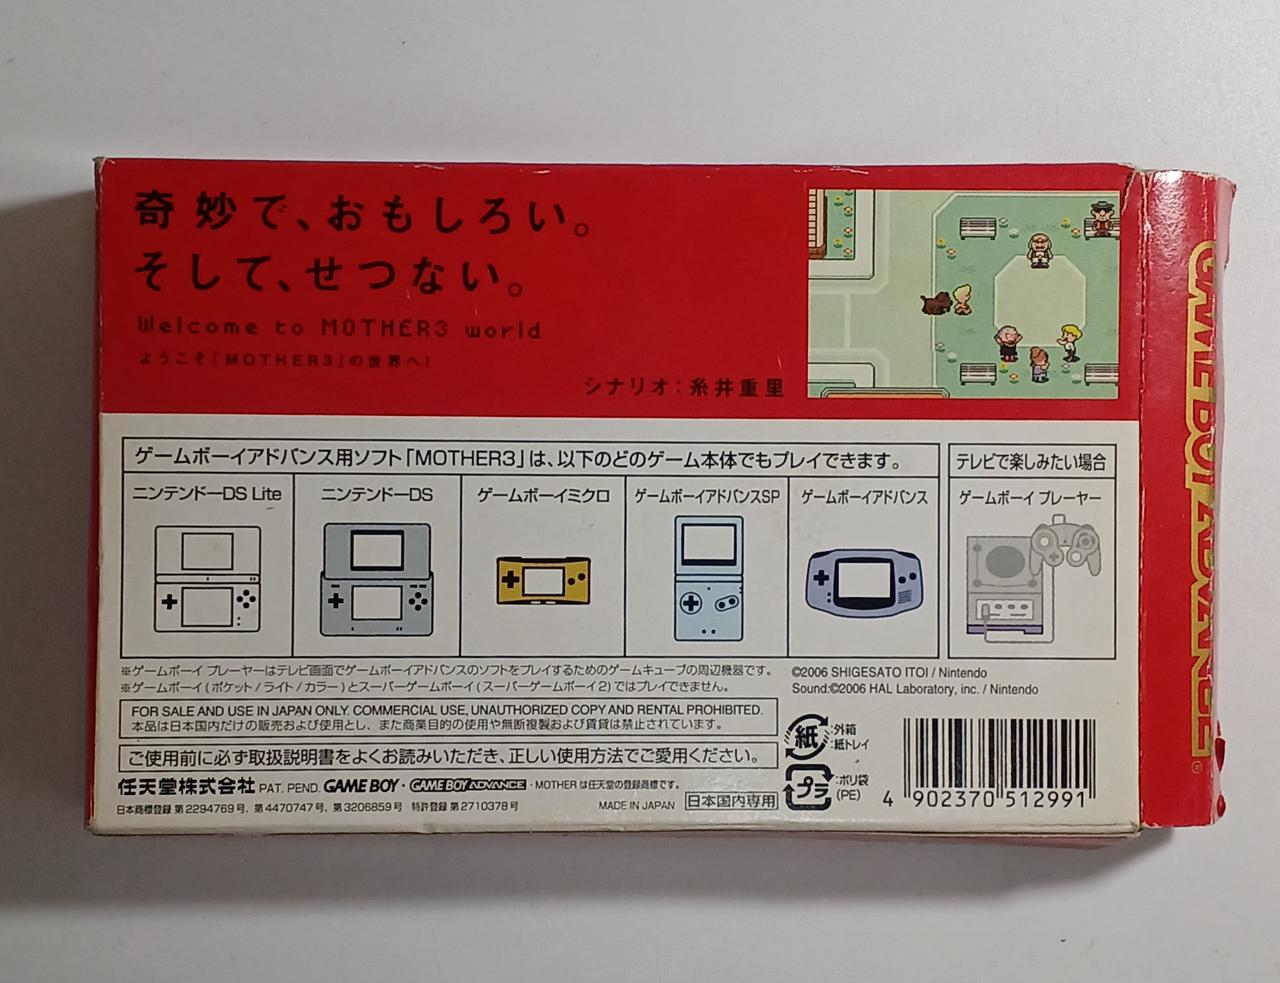 奇妙で、おもしろい。
そして、せつない。
Welcome to MOTHER3 world
ようこそ「MOTHER3」の世界へ!
シナリオ:糸井重里
ゲームボーイアドバンス用ソフト「MOTHER3」は、以下のどのゲーム本体でもプレイできます。
ニンテンドーDS Lite
ニンテンドーDS
ゲームボーイミクロ
ゲームボーイアドバンスSP
ゲームボーイアドバンス
テレビで楽しみたい場合
ゲームボーイ プレーヤー
※ゲームボーイ プレーヤーはテレビ画面でゲームボーイアドバンスのソフトをプレイするためのゲームキューブの周辺機器です。
※ゲームボーイ(ポケット/ライト/カラー)とスーパーゲームボーイ(スーパーゲームボーイ2)ではプレイできません。
©2006 SHIGESATO ITOI / Nintendo
Sound:©2006 HAL Laboratory, inc. / Nintendo
FOR SALE AND USE IN JAPAN ONLY. COMMERCIAL USE, UNAUTHORIZED COPY AND RENTAL PROHIBITED.
本品は日本国内だけの販売および使用とし、また商業目的の使用や無断複製および賃貸は禁止されています。
ご使用前に必ず取扱説明書をよくお読みいただき、正しい使用方法でご愛用ください。
任天堂株式会社 PAT. PEND. GAME BOY・GAME BOY ADVANCE・MOTHER は任天堂の登録商標です。
日本商標登録 第2294769号、第4470747号、第3206859号 特許登録 第2710378号
MADE IN JAPAN
日本国内専用
紙
:外箱
:紙トレイ
プラ
:ポリ袋
(PE)
4 902370 512991
GAME BOY ADVANCE®